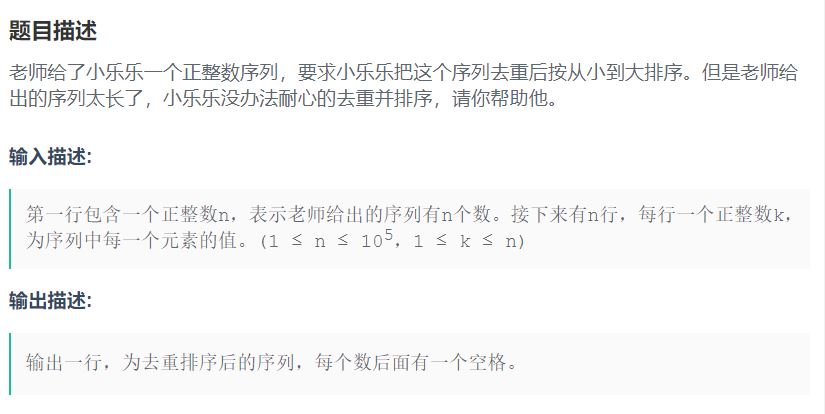 题目描述
老师给了小乐乐一个正整数序列，要求小乐乐把这个序列去重后按从小到大排序。但是老师给
出的序列太长了，小乐乐没办法耐心的去重并排序，请你帮助他。
输入描述:
第一行包含一个正整数n，表示老师给出的序列有n个数。接下来有n行，每行一个正整数k，
为序列中每一个元素的值。(1 ≤ n ≤ 10⁵，1 ≤ k ≤ n)
输出描述:
输出一行，为去重排序后的序列，每个数后面有一个空格。